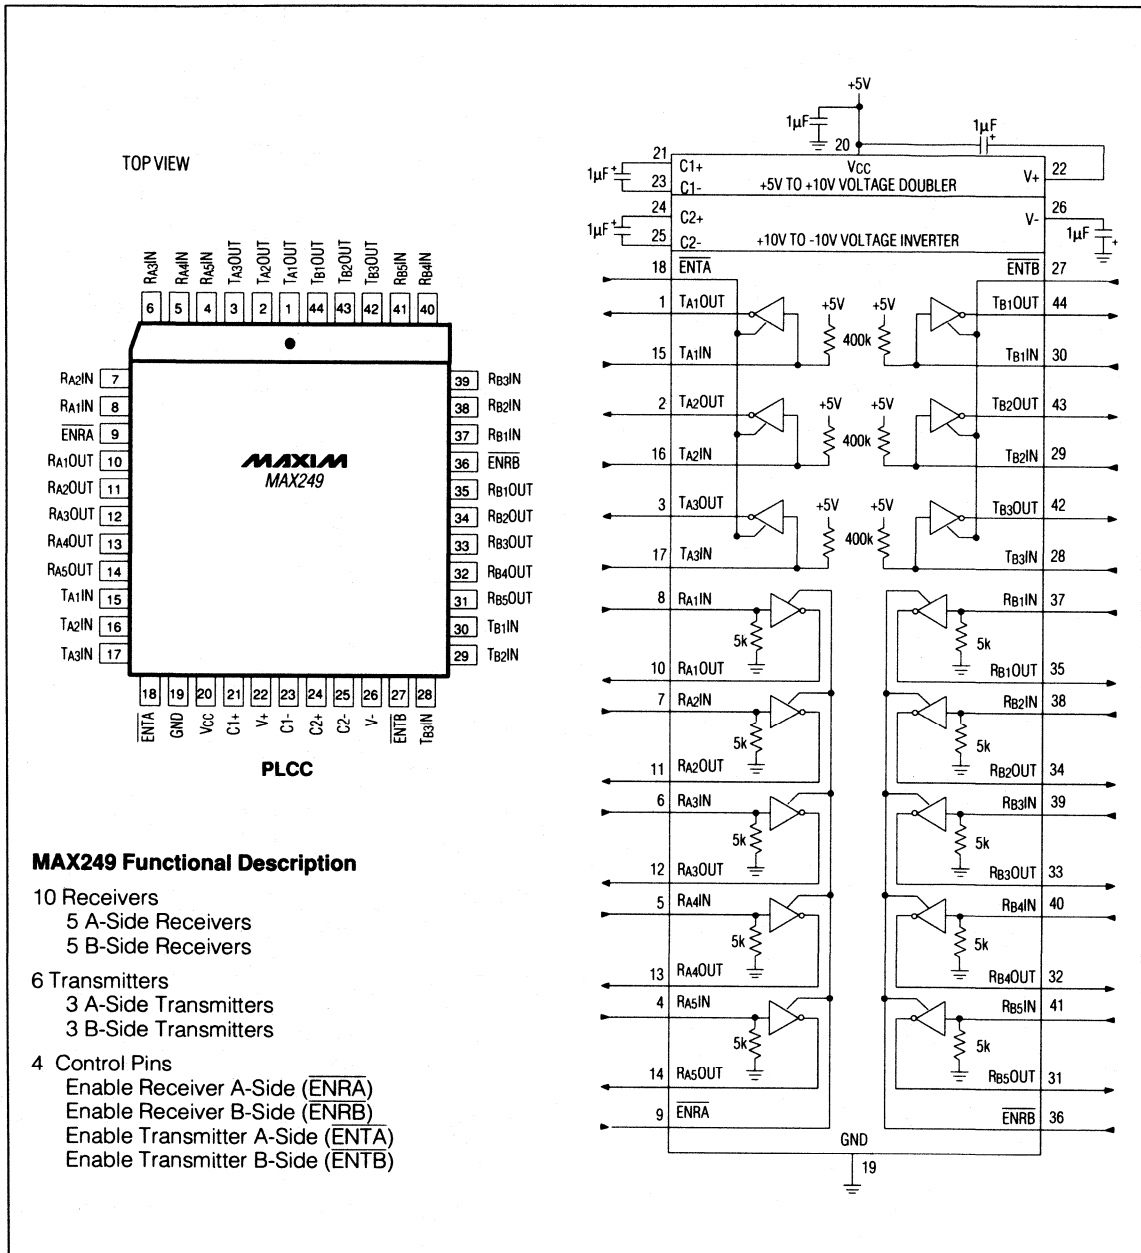 TOP VIEW
RA3IN
RA4IN
RA5IN
TA3OUT
TA2OUT
TA1OUT
TB1OUT
TB2OUT
TB3OUT
RB5IN
RB4IN
6 5 4 3 2 1 44 43 42 41 40
RA2IN 7
RA1IN 8
ENRA 9
RA1OUT 10
RA2OUT 11
RA3OUT 12
RA4OUT 13
RA5OUT 14
TA1IN 15
TA2IN 16
TA3IN 17
MAXIM
MAX249
39 RB3IN
38 RB2IN
37 RB1IN
36 ENRB
35 RB1OUT
34 RB2OUT
33 RB3OUT
32 RB4OUT
31 RB5OUT
30 TB1IN
29 TB2IN
18 19 20 21 22 23 24 25 26 27 28
ENTA
GND
VCC
C1+
V+
C1-
C2+
C2-
V-
ENTB
TB3IN
PLCC
MAX249 Functional Description
10 Receivers
5 A-Side Receivers
5 B-Side Receivers
6 Transmitters
3 A-Side Transmitters
3 B-Side Transmitters
4 Control Pins
Enable Receiver A-Side (ENRA)
Enable Receiver B-Side (ENRB)
Enable Transmitter A-Side (ENTA)
Enable Transmitter B-Side (ENTB)
+5V
1µF
1µF +
20
21 C1+ VCC V+ 22
1µF +
23 C1- +5V TO +10V VOLTAGE DOUBLER
24 C2+ V- 26
1µF +
1µF +
25 C2- +10V TO -10V VOLTAGE INVERTER
18 ENTA ENTB 27
1 TA1OUT +5V +5V TB1OUT 44
400k
15 TA1IN TB1IN 30
2 TA2OUT +5V +5V TB2OUT 43
400k
16 TA2IN TB2IN 29
3 TA3OUT +5V +5V TB3OUT 42
400k
17 TA3IN TB3IN 28
8 RA1IN RB1IN 37
5k 5k
10 RA1OUT RB1OUT 35
7 RA2IN RB2IN 38
5k 5k
11 RA2OUT RB2OUT 34
6 RA3IN RB3IN 39
5k 5k
12 RA3OUT RB3OUT 33
5 RA4IN RB4IN 40
5k 5k
13 RA4OUT RB4OUT 32
4 RA5IN RB5IN 41
5k 5k
14 RA5OUT RB5OUT 31
9 ENRA ENRB 36
GND
19